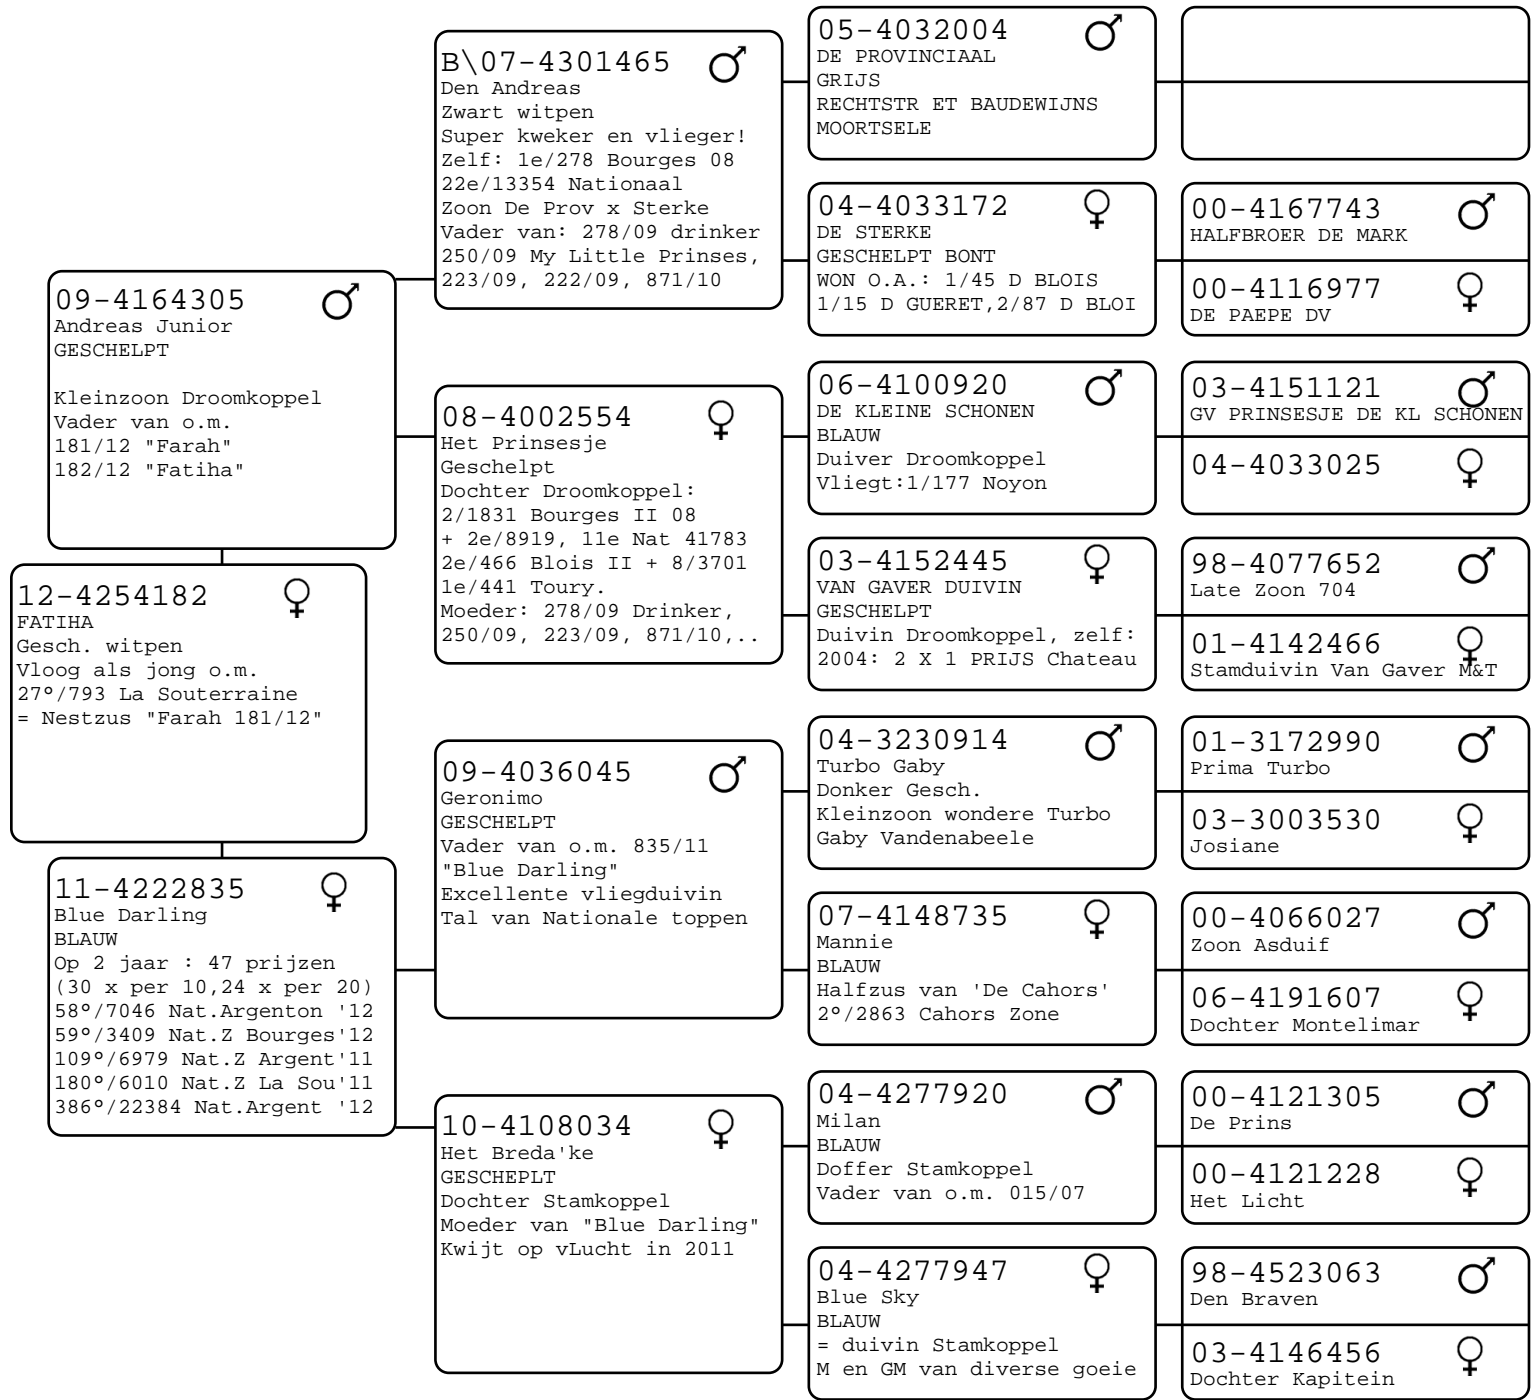 12-4254182
FATIHA
Gesch. witpen
Vloog als jong o.m.
27°/793 La Souterraine
= Nestzus "Farah 181/12"
09-4164305
Andreas Junior
GESCHELPT
Kleinzoon Droomkoppel
Vader van o.m.
181/12 "Farah"
182/12 "Fatiha"
11-4222835
Blue Darling
BLAUW
Op 2 jaar : 47 prijzen
(30 x per 10,24 x per 20)
58°/7046 Nat.Argenton '12
59°/3409 Nat.Z Bourges'12
109°/6979 Nat.Z Argent'11
180°/6010 Nat.Z La Sou'11
386°/22384 Nat.Argent '12
B\07-4301465
Den Andreas
Zwart witpen
Super kweker en vlieger!
Zelf: 1e/278 Bourges 08
22e/13354 Nationaal
Zoon De Prov x Sterke
Vader van: 278/09 drinker
250/09 My Little Prinses,
223/09, 222/09, 871/10
08-4002554
Het Prinsesje
Geschelpt
Dochter Droomkoppel:
2/1831 Bourges II 08
+ 2e/8919, 11e Nat 41783
2e/466 Blois II + 8/3701
1e/441 Toury.
Moeder: 278/09 Drinker,
250/09, 223/09, 871/10,..
09-4036045
Geronimo
GESCHELPT
Vader van o.m. 835/11
"Blue Darling"
Excellente vliegduivin
Tal van Nationale toppen
10-4108034
Het Breda'ke
GESCHEPLT
Dochter Stamkoppel
Moeder van "Blue Darling"
Kwijt op vLucht in 2011
05-4032004
DE PROVINCIAAL
GRIJS
RECHTSTR ET BAUDEWIJNS
MOORTSELE
04-4033172
DE STERKE
GESCHELPT BONT
WON O.A.: 1/45 D BLOIS
1/15 D GUERET,2/87 D BLOI
06-4100920
DE KLEINE SCHONEN
BLAUW
Duiver Droomkoppel
Vliegt:1/177 Noyon
03-4152445
VAN GAVER DUIVIN
GESCHELPT
Duivin Droomkoppel, zelf:
2004: 2 X 1 PRIJS Chateau
04-3230914
Turbo Gaby
Donker Gesch.
Kleinzoon wondere Turbo
Gaby Vandenabeele
07-4148735
Mannie
BLAUW
Halfzus van 'De Cahors'
2°/2863 Cahors Zone
04-4277920
Milan
BLAUW
Doffer Stamkoppel
Vader van o.m. 015/07
04-4277947
Blue Sky
BLAUW
= duivin Stamkoppel
M en GM van diverse goeie
00-4167743
HALFBROER DE MARK
00-4116977
DE PAEPE DV
03-4151121
GV PRINSESJE DE KL SCHONEN
04-4033025
98-4077652
Late Zoon 704
01-4142466
Stamduivin Van Gaver M&T
01-3172990
Prima Turbo
03-3003530
Josiane
00-4066027
Zoon Asduif
06-4191607
Dochter Montelimar
00-4121305
De Prins
00-4121228
Het Licht
98-4523063
Den Braven
03-4146456
Dochter Kapitein